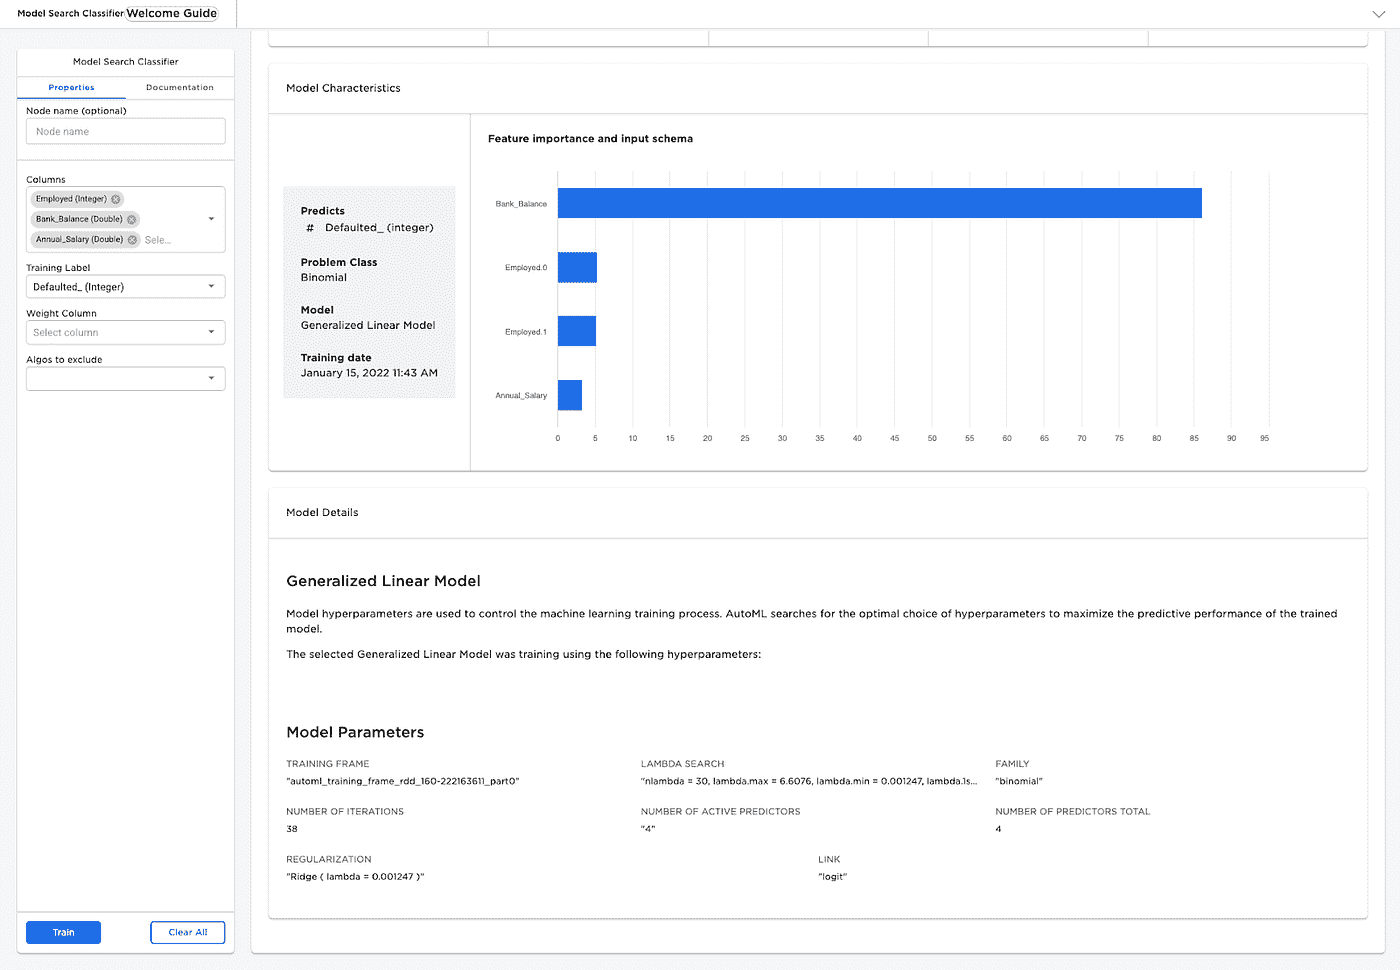 Model Search Classifier Welcome Guide
Model Search Classifier
Properties Documentation
Node name (optional)
Node name
Columns
Employed (Integer)
Bank_Balance (Double)
Annual_Salary (Double) Sele...
Training Label
Defaulted_ (Integer)
Weight Column
Select column
Algos to exclude
Train Clear All
Model Characteristics
Predicts
# Defaulted_ (integer)
Problem Class
Binomial
Model
Generalized Linear Model
Training date
January 15, 2022 11:43 AM
Feature importance and input schema
Bank_Balance
Employed.0
Employed.1
Annual_Salary
0 5 10 15 20 25 30 35 40 45 50 55 60 65 70 75 80 85 90 95
Model Details
Generalized Linear Model
Model hyperparameters are used to control the machine learning training process. AutoML searches for the optimal choice of hyperparameters to maximize the predictive performance of the trained
model.
The selected Generalized Linear Model was training using the following hyperparameters:
Model Parameters
TRAINING FRAME LAMBDA SEARCH FAMILY
"automl_training_frame_rdd_160-222163611_part0" "nlambda = 30, lambda.max = 6.6076, lambda.min = 0.001247, lambda.1s... "binomial"
NUMBER OF ITERATIONS NUMBER OF ACTIVE PREDICTORS NUMBER OF PREDICTORS TOTAL
38 "4" 4
REGULARIZATION LINK
"Ridge ( lambda = 0.001247 )" "logit"